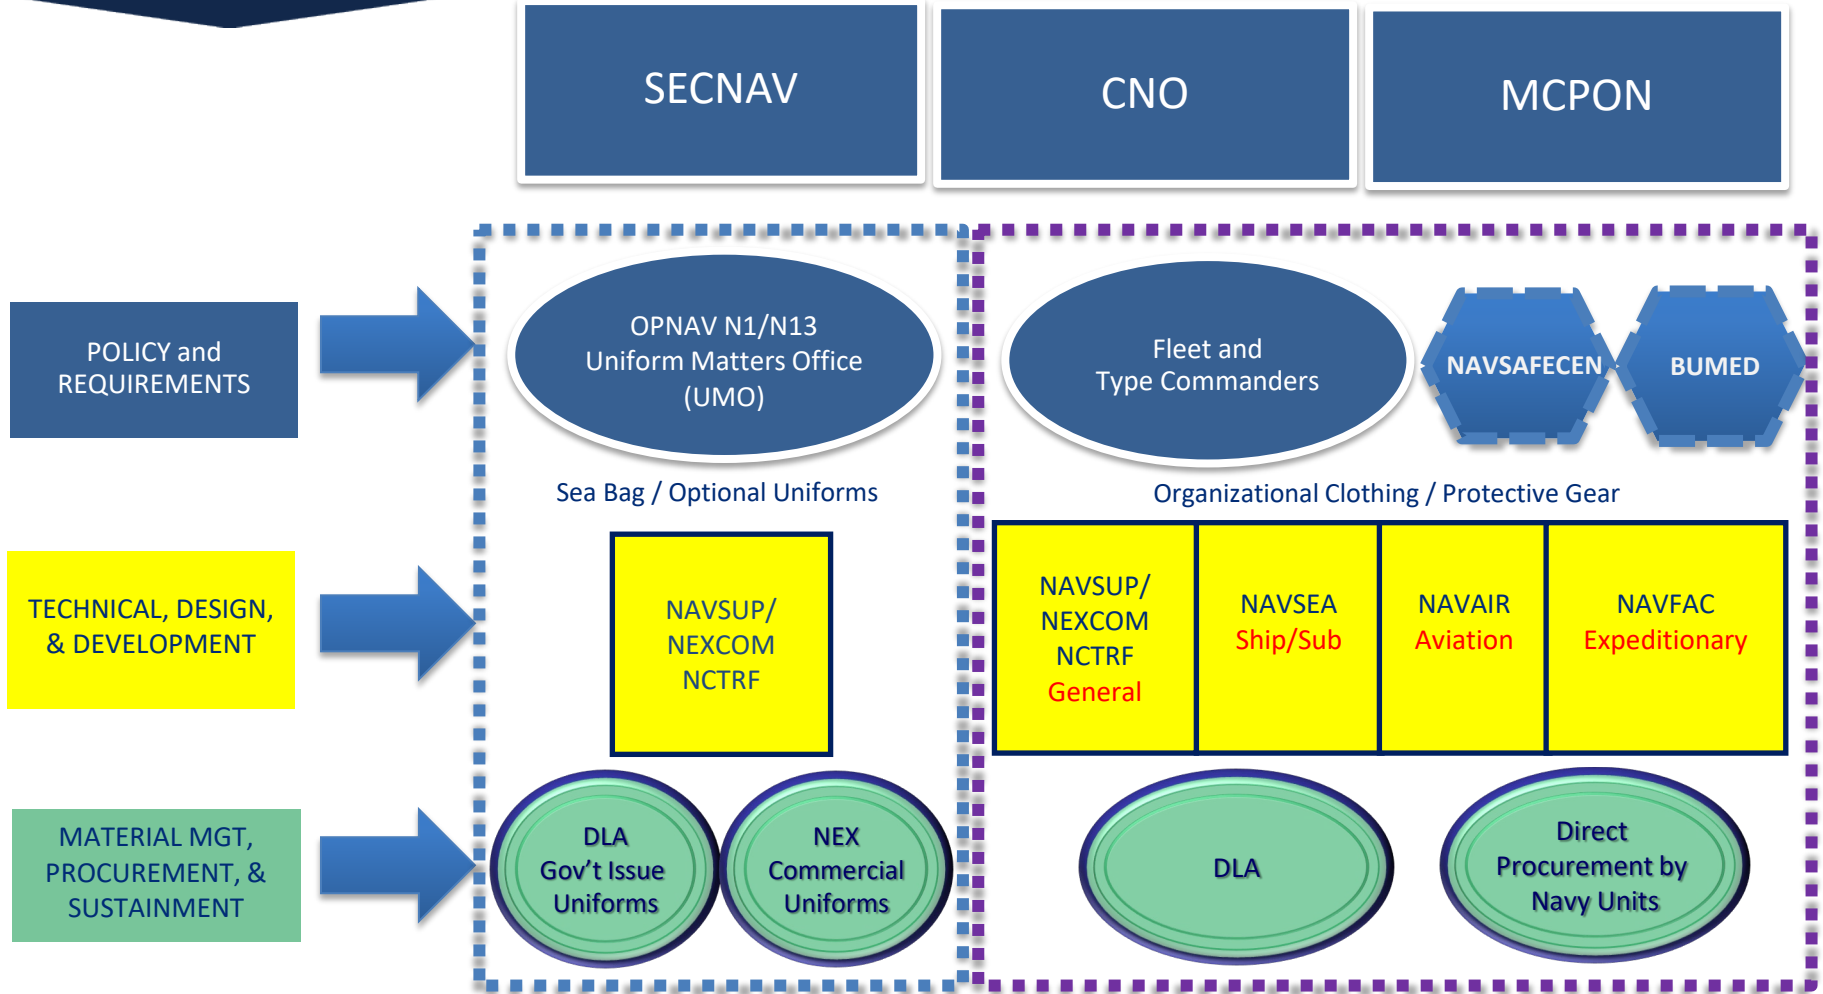 SECNAV
CNO
MCPON
POLICY and
REQUIREMENTS
OPNAV N1/N13
Uniform Matters Office
(UMO)
Fleet and
Type Commanders
NAVSAFECEN
BUMED
Sea Bag / Optional Uniforms
Organizational Clothing / Protective Gear
TECHNICAL, DESIGN,
& DEVELOPMENT
NAVSUP/
NEXCOM
NCTRF
NAVSUP/
NEXCOM
NCTRF
General
NAVSEA
Ship/Sub
NAVAIR
Aviation
NAVFAC
Expeditionary
MATERIAL MGT,
PROCUREMENT, &
SUSTAINMENT
DLA
Gov’t Issue
Uniforms
NEX
Commercial
Uniforms
DLA
Direct
Procurement by
Navy Units